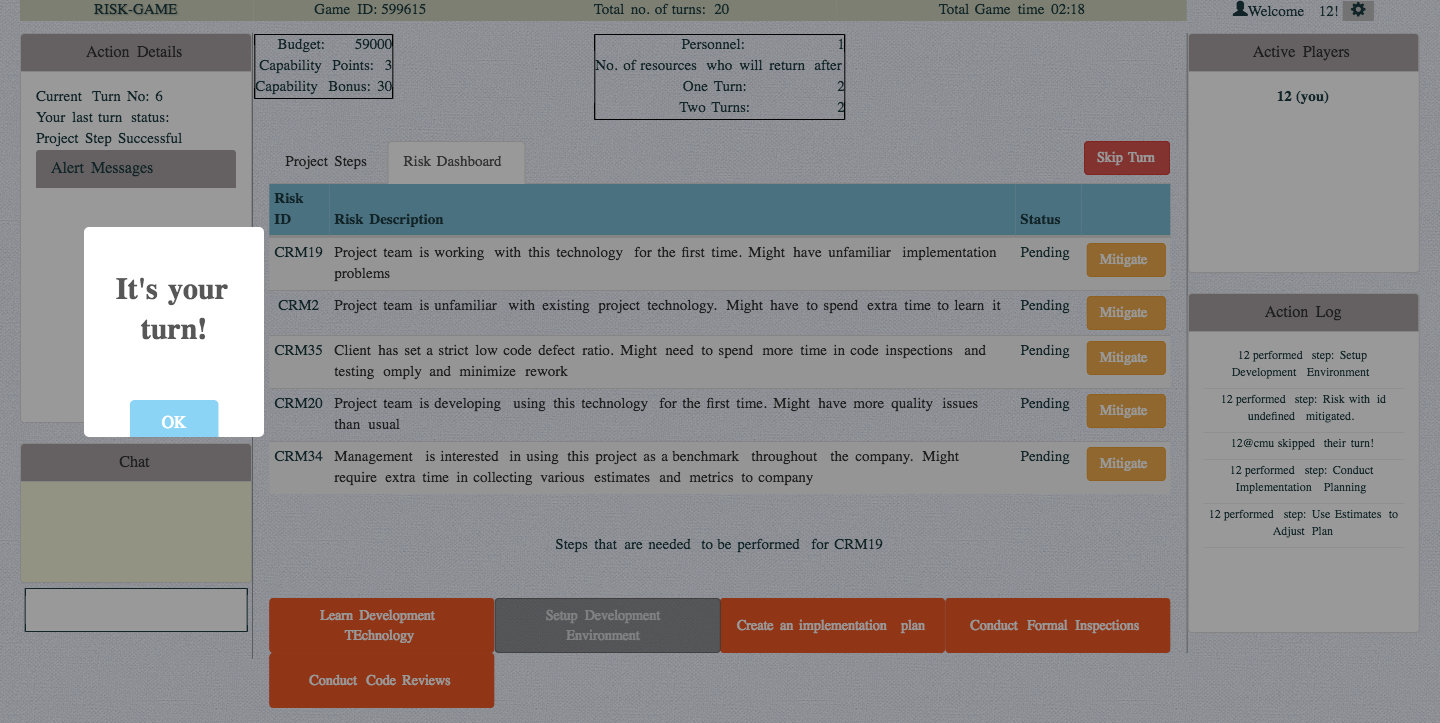 RISK-GAME
Game ID: 599615
Total no. of turns: 20
Total Game time 02:18
Welcome 12!
Action Details
Current Turn No: 6
Your last turn status:
Project Step Successful
Alert Messages
It's your
turn!
OK
Chat
Budget: 59000
Capability Points: 3
Capability Bonus: 30
Personnel: 1
No. of resources who will return after
One Turn: 2
Two Turns: 2
Project Steps
Risk Dashboard
Skip Turn
Risk
ID
Risk Description
Status
CRM19
Project team is working with this technology for the first time. Might have unfamiliar implementation
problems
Pending
Mitigate
CRM2
Project team is unfamiliar with existing project technology. Might have to spend extra time to learn it
Pending
Mitigate
CRM35
Client has set a strict low code defect ratio. Might need to spend more time in code inspections and
testing omply and minimize rework
Pending
Mitigate
CRM20
Project team is developing using this technology for the first time. Might have more quality issues
than usual
Pending
Mitigate
CRM34
Management is interested in using this project as a benchmark throughout the company. Might
require extra time in collecting various estimates and metrics to company
Pending
Mitigate
Steps that are needed to be performed for CRM19
Learn Development
TEchnology
Setup Development
Environment
Create an implementation plan
Conduct Formal Inspections
Conduct Code Reviews
Active Players
12 (you)
Action Log
12 performed step: Setup
Development Environment
12 performed step: Risk with id
undefined mitigated.
12@cmu skipped their turn!
12 performed step: Conduct
Implementation Planning
12 performed step: Use Estimates to
Adjust Plan